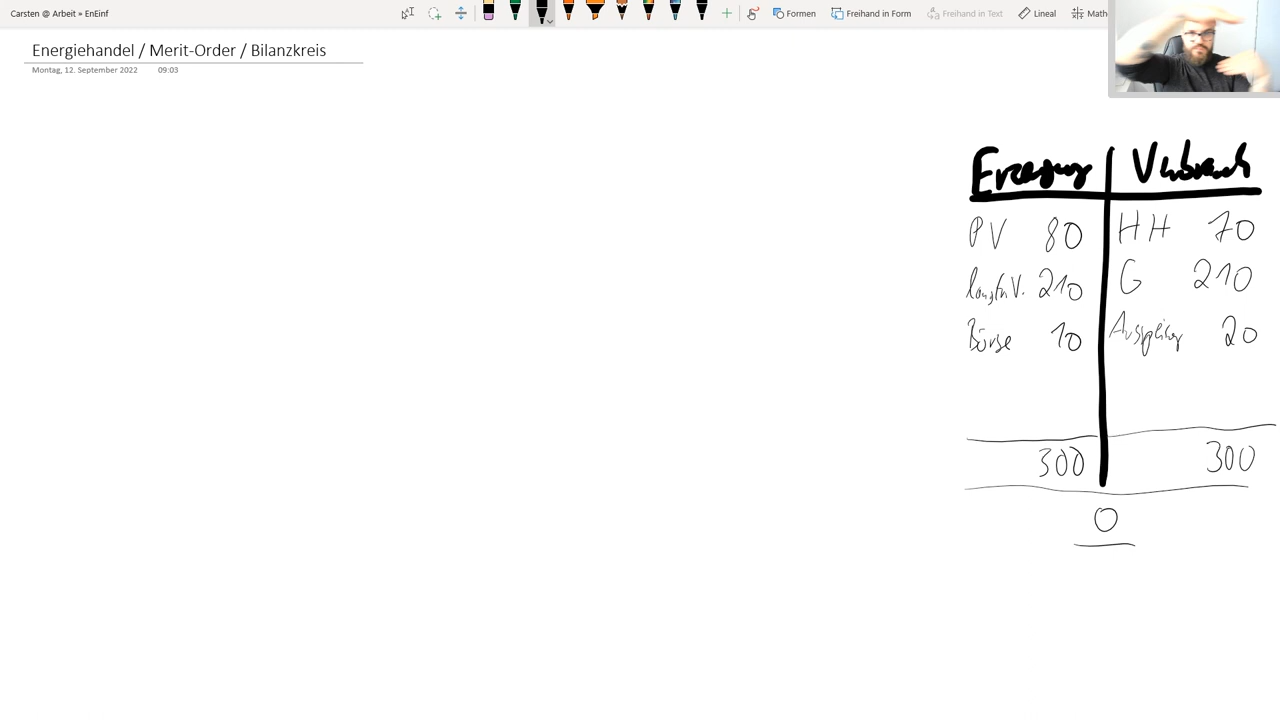 Carsten @ Arbeit » EnEinf
Formen Freihand in Form Freihand in Text Lineal Math
Energiehandel / Merit-Order / Bilanzkreis
Montag, 12. September 2022 09:03
Erzeugung Verbrauch
PV 80 HH 70
langfr. V. 210 G 210
Börse 10 Ausspeisung 20
300 300
0